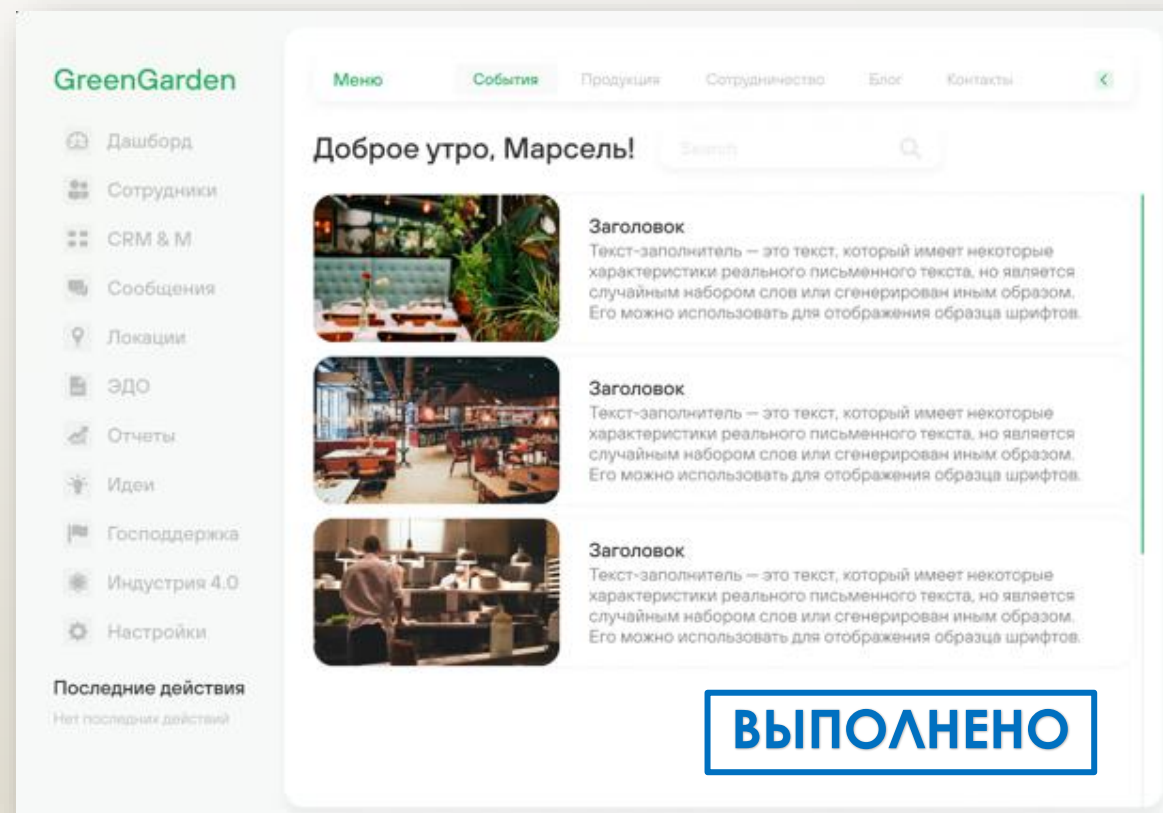 GreenGarden
Дашборд
Сотрудники
CRM & M
Сообщения
Локации
ЭДО
Отчеты
Идеи
Господдержка
Индустрия 4.0
Настройки
Последние действия
Нет последних действий
Меню События Продукция Сотрудничество Блог Контакты
Доброе утро, Марсель!
Search
Заголовок
Текст-заполнитель — это текст, который имеет некоторые
характеристики реального письменного текста, но является
случайным набором слов или сгенерирован иным образом.
Его можно использовать для отображения образца шрифтов.
Заголовок
Текст-заполнитель — это текст, который имеет некоторые
характеристики реального письменного текста, но является
случайным набором слов или сгенерирован иным образом.
Его можно использовать для отображения образца шрифтов.
Заголовок
Текст-заполнитель — это текст, который имеет некоторые
характеристики реального письменного текста, но является
случайным набором слов или сгенерирован иным образом.
Его можно использовать для отображения образца шрифтов.
ВЫПОЛНЕНО